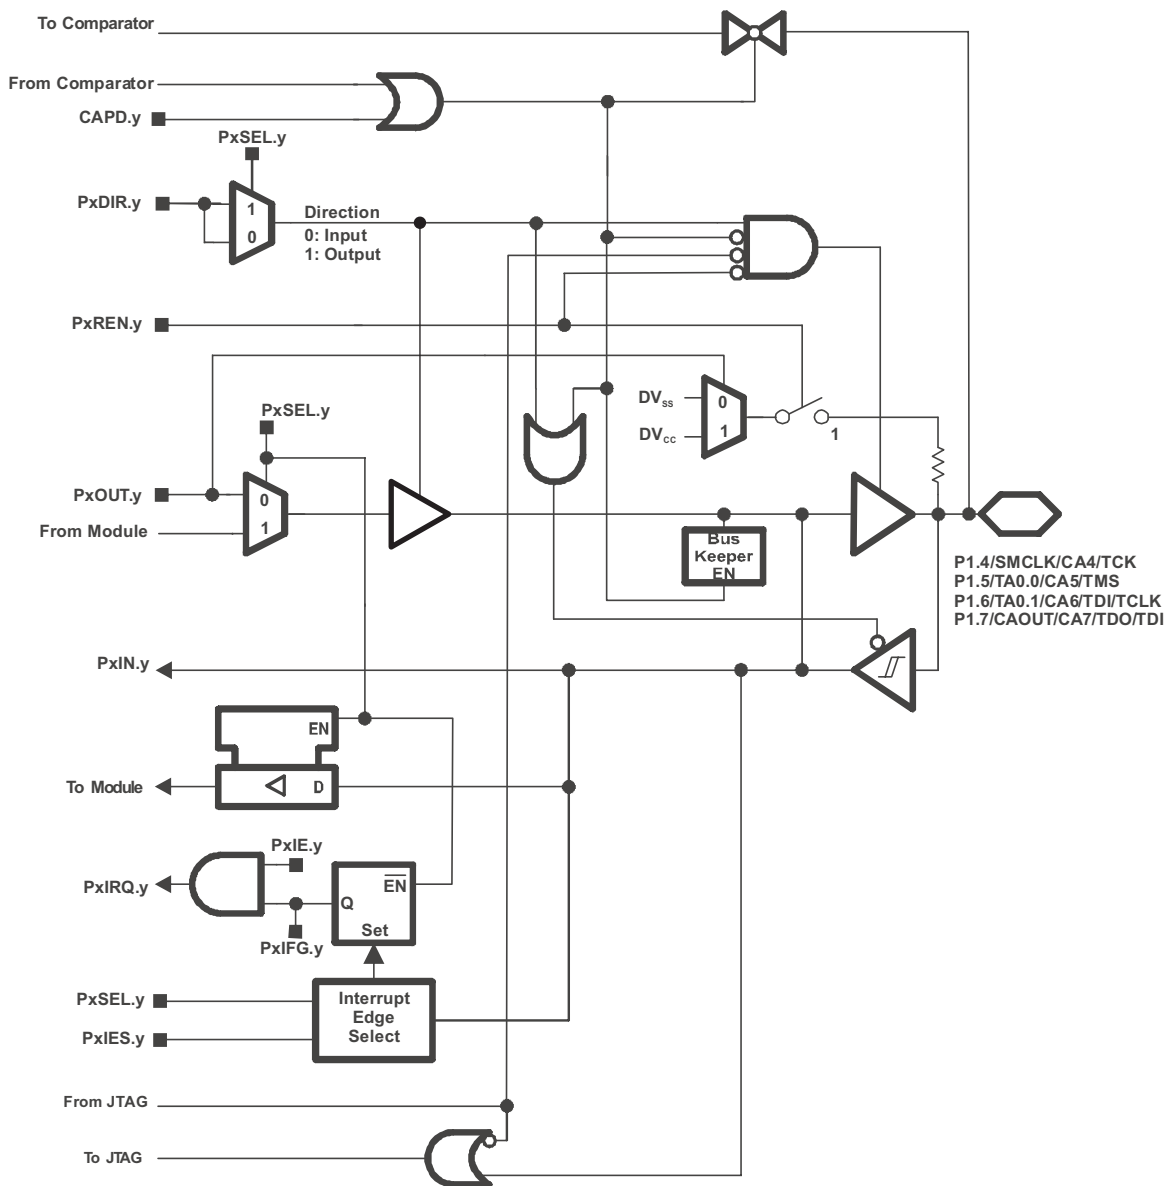 To Comparator
From Comparator
CAPD.y
PxSEL.y
PxDIR.y
1
0
Direction
0: Input
1: Output
PxREN.y
DVSS
0
DVCC
1
1
PxSEL.y
PxOUT.y
0
From Module
1
Bus
Keeper
EN
P1.4/SMCLK/CA4/TCK
P1.5/TA0.0/CA5/TMS
P1.6/TA0.1/CA6/TDI/TCLK
P1.7/CAOUT/CA7/TDO/TDI
PxIN.y
EN
To Module
D
PxIE.y
PxIRQ.y
EN
Q
Set
PxIFG.y
PxSEL.y
PxIES.y
Interrupt
Edge
Select
From JTAG
To JTAG